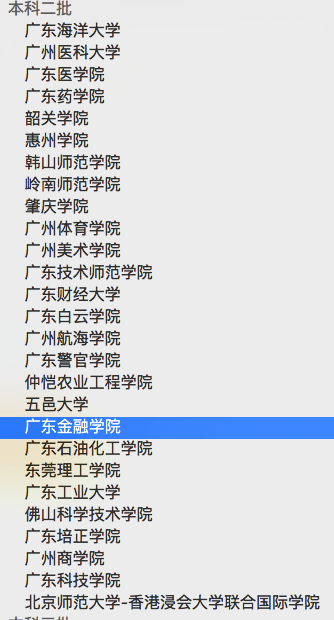 本科二批
广东海洋大学
广州医科大学
广东医学院
广东药学院
韶关学院
惠州学院
韩山师范学院
岭南师范学院
肇庆学院
广州体育学院
广州美术学院
广东技术师范学院
广东财经大学
广东白云学院
广州航海学院
广东警官学院
仲恺农业工程学院
五邑大学
广东金融学院
广东石油化工学院
东莞理工学院
广东工业大学
佛山科学技术学院
广东培正学院
广州商学院
广东科技学院
北京师范大学-香港浸会大学联合国际学院